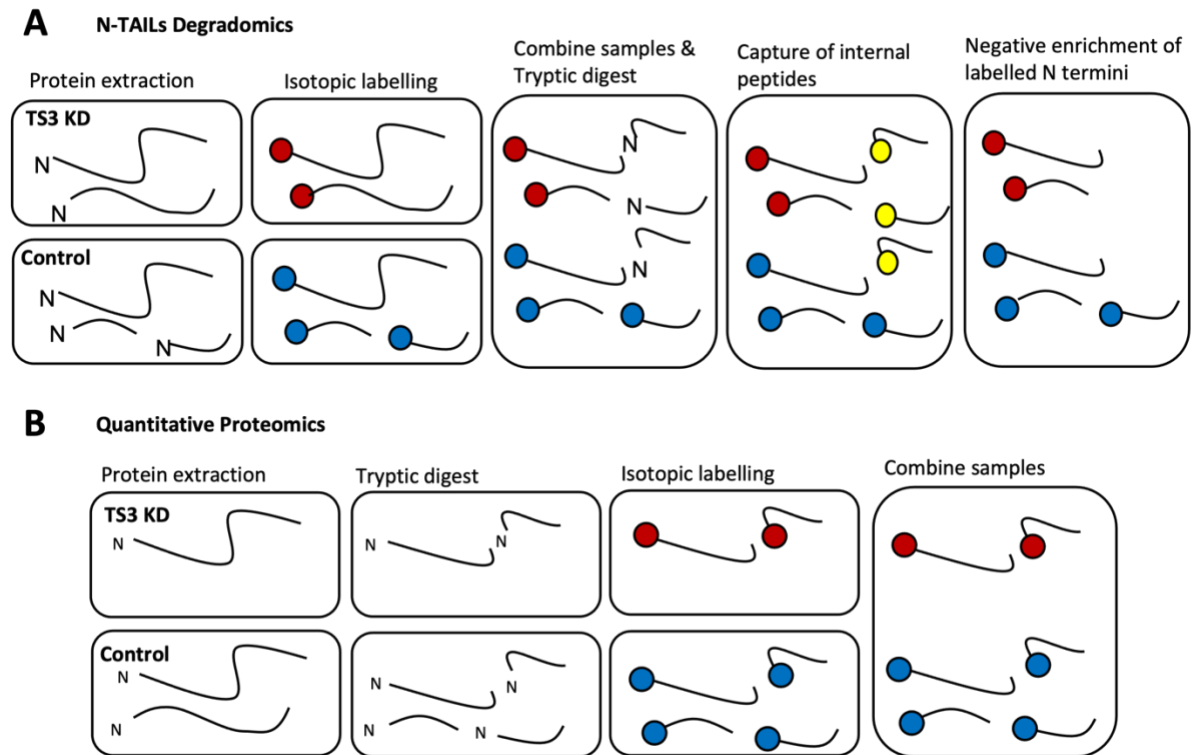 A
N-TAILs Degradomics
Protein extraction
Isotopic labelling
Combine samples &
Tryptic digest
Capture of internal
peptides
Negative enrichment of
labelled N termini
TS3 KD
N
N
N
N
Control
N
N
N
N
B
Quantitative Proteomics
Protein extraction
Tryptic digest
Isotopic labelling
Combine samples
TS3 KD
N
N
N
Control
N
N
N
N
N
N